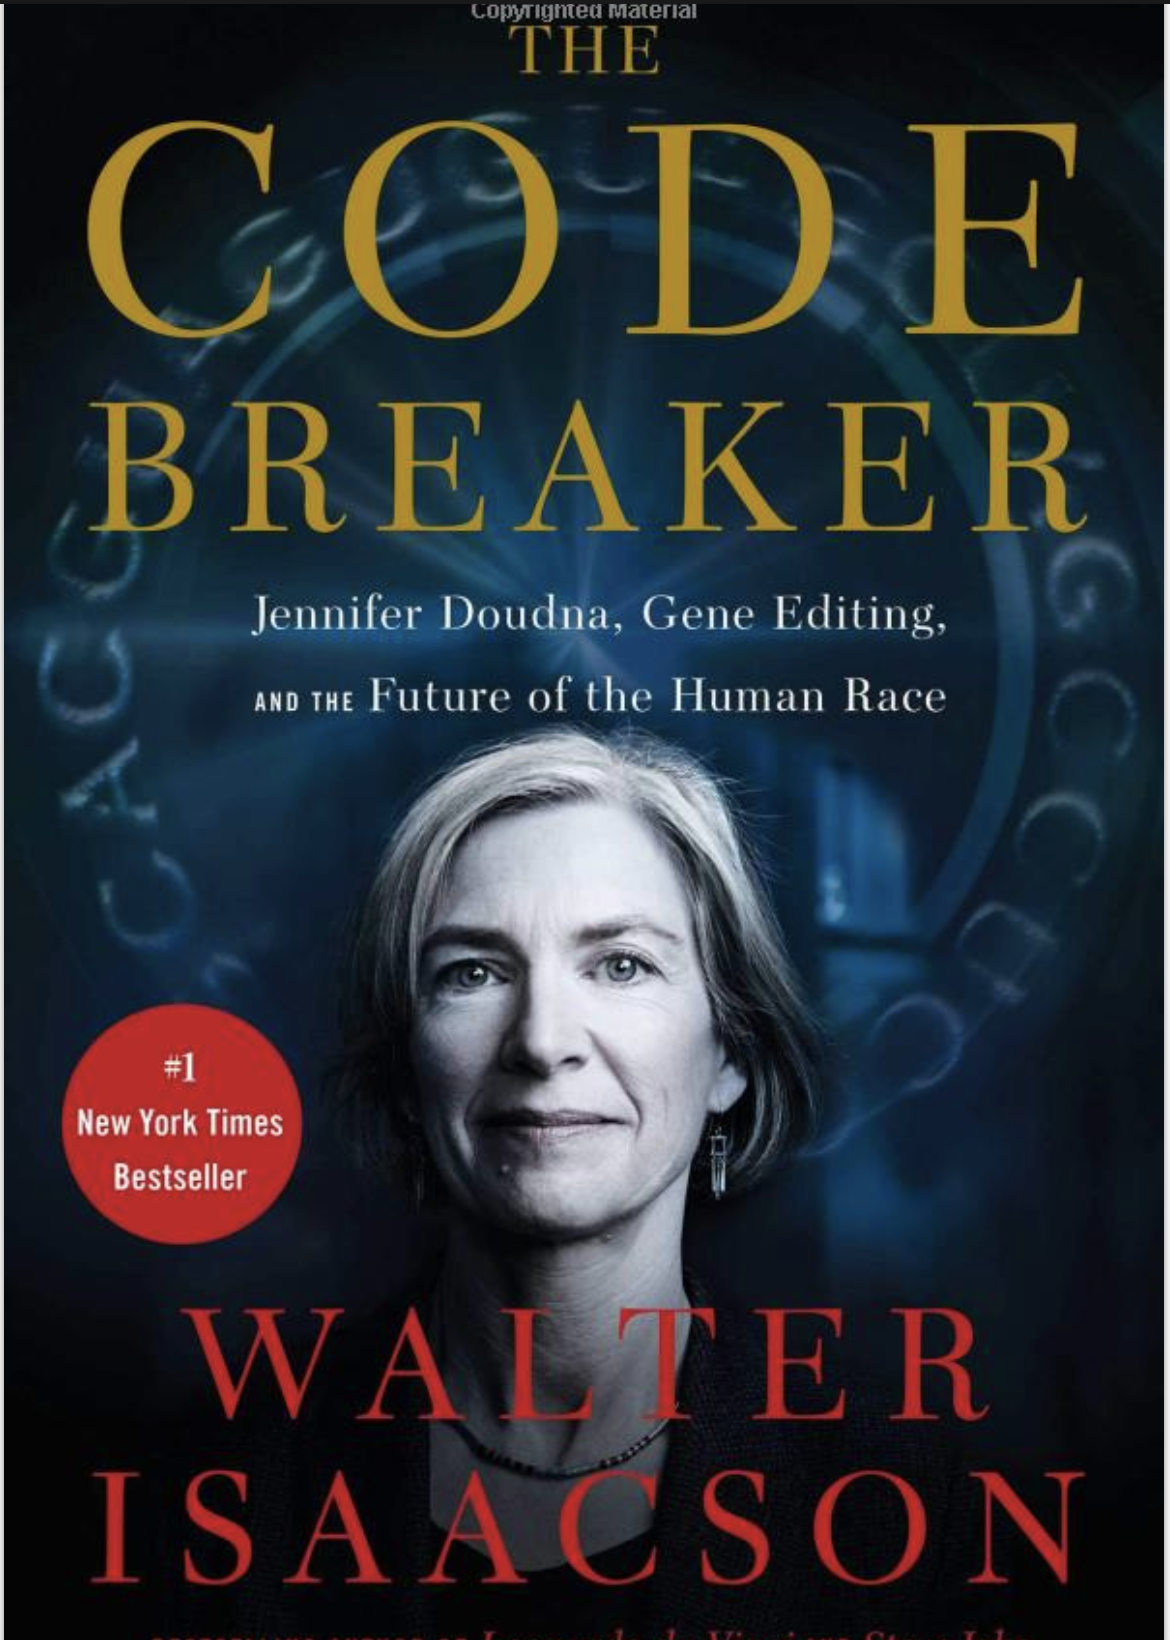 Copyrighted Material
THE
CODE
BREAKER
Jennifer Doudna, Gene Editing,
AND THE Future of the Human Race
#1
New York Times
Bestseller
WALTER
ISAACSON